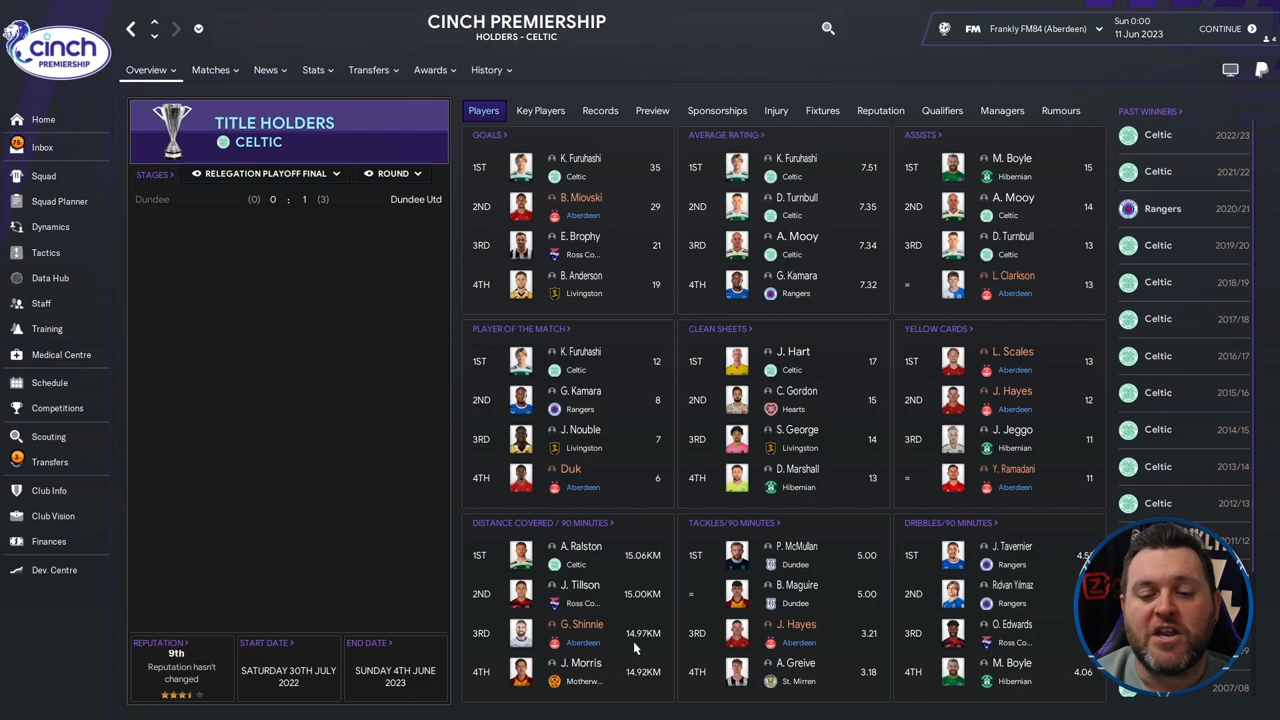 cinch
PREMIERSHIP
CINCH PREMIERSHIP
HOLDERS - CELTIC
FM
Frankly FM84 (Aberdeen)
Sun 0:00
11 Jun 2023
CONTINUE
4
Overview
Matches
News
Stats
Transfers
Awards
History
Home
75
Inbox
Squad
Squad Planner
Dynamics
Tactics
Data Hub
Staff
Training
Medical Centre
Schedule
Competitions
Scouting
Transfers
Club Info
Club Vision
Finances
Dev. Centre
TITLE HOLDERS
CELTIC
STAGES >
RELEGATION PLAYOFF FINAL
ROUND
Dundee (0) 0 : 1 (3) Dundee Utd
REPUTATION >
9th
Reputation hasn't
changed
START DATE >
SATURDAY 30TH JULY
2022
END DATE >
SUNDAY 4TH JUNE
2023
Players
Key Players
Records
Preview
Sponsorships
Injury
Fixtures
Reputation
Qualifiers
Managers
Rumours
GOALS >
1ST K. Furuhashi 35
Celtic
2ND B. Miovski 29
Aberdeen
3RD E. Brophy 21
Ross Co...
4TH B. Anderson 19
Livingston
AVERAGE RATING >
1ST K. Furuhashi 7.51
Celtic
2ND D. Turnbull 7.35
Celtic
3RD A. Mooy 7.34
Celtic
4TH G. Kamara 7.32
Rangers
ASSISTS >
1ST M. Boyle 15
Hibernian
2ND A. Mooy 14
Celtic
3RD D. Turnbull 13
Celtic
= L. Clarkson 13
Aberdeen
PLAYER OF THE MATCH >
1ST K. Furuhashi 12
Celtic
2ND G. Kamara 8
Rangers
3RD J. Nouble 7
Livingston
4TH Duk 6
Aberdeen
CLEAN SHEETS >
1ST J. Hart 17
Celtic
2ND C. Gordon 15
Hearts
3RD S. George 14
Livingston
4TH D. Marshall 13
Hibernian
YELLOW CARDS >
1ST L. Scales 13
Aberdeen
2ND J. Hayes 12
Aberdeen
3RD J. Jeggo 11
Hibernian
= Y. Ramadani 11
Aberdeen
DISTANCE COVERED / 90 MINUTES >
1ST A. Ralston 15.06KM
Celtic
2ND J. Tillson 15.00KM
Ross Co...
3RD G. Shinnie 14.97KM
Aberdeen
4TH J. Morris 14.92KM
Motherw...
TACKLES/90 MINUTES >
1ST P. McMullan 5.00
Dundee
= B. Maguire 5.00
Dundee
3RD J. Hayes 3.21
Aberdeen
4TH A. Greive 3.18
St. Mirren
DRIBBLES/90 MINUTES >
1ST J. Tavernier
Rangers
2ND Rıdvan Yılmaz
Rangers
3RD O. Edwards
Ross Co...
4TH M. Boyle 4.06
Hibernian
PAST WINNERS >
Celtic 2022/23
Celtic 2021/22
Rangers 2020/21
Celtic 2019/20
Celtic 2018/19
Celtic 2017/18
Celtic 2016/17
Celtic 2015/16
Celtic 2014/15
Celtic 2013/14
Celtic 2012/13
2011/12
2007/08